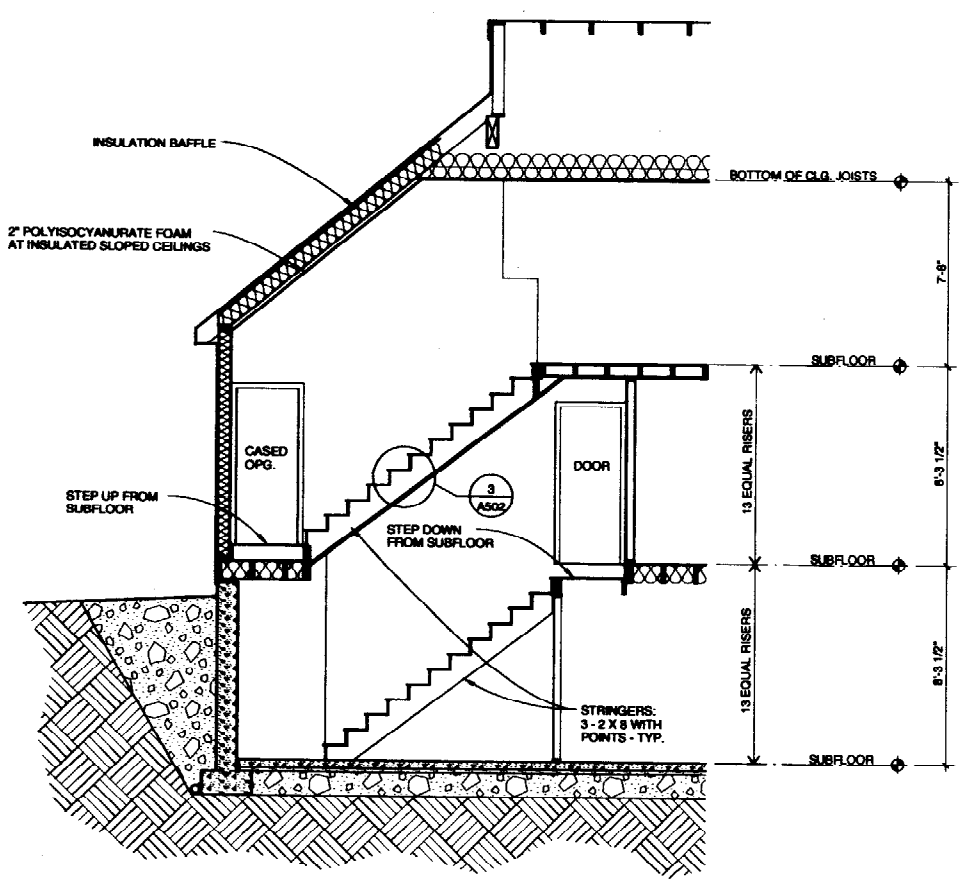 INSULATION BAFFLE
2" POLYISOCYANURATE FOAM
AT INSULATED SLOPED CEILINGS
BOTTOM OF CLG. JOISTS
7'-8"
SUBFLOOR
CASED
OPG.
DOOR
3
A502
13 EQUAL RISERS
8'-3 1/2"
STEP UP FROM
SUBFLOOR
STEP DOWN
FROM SUBFLOOR
SUBFLOOR
13 EQUAL RISERS
8'-3 1/2"
STRINGERS:
3 - 2 X 8 WITH
POINTS - TYP.
SUBFLOOR